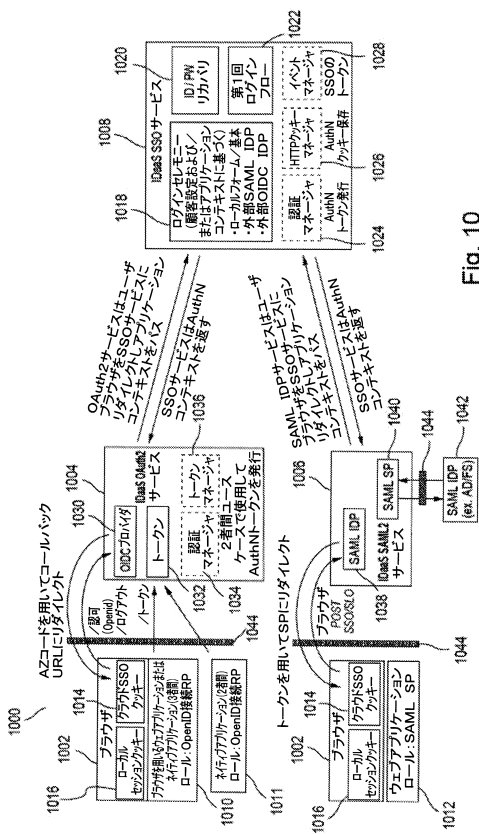 1000
AZコードを用いてコールバック
URLにリダイレクト
1002
ブラウザ
1016
ローカル
セッションクッキー
1014
クラウドSSO
クッキー
ブラウザを用いるウェブアプリケーションまたは
ネイティブアプリケーション(3者間)
ロール:OpenID接続RP
1010
ネイティブアプリケーション(2者間)
ロール:OpenID接続RP
1011
1044
/認可
(Openid)
/ログアウト
/トークン
1004
1030
IDaaS OAuth2
サービス
OIDCプロバイダ
トークン
1032
認証
マネージャ
1034
トークン
マネージャ
1036
2者間ユース
ケースで使用して
AuthNトークンを発行
OAuth2サービスはユーザ
ブラウザをSSOサービスに
リダイレクトしアプリケーション
コンテキストをパス
SSOサービスはAuthN
コンテキストを返す
1008
IDaaS SSOサービス
1018
ログインセレモニー
(顧客設定および/
またはアプリケーション
コンテキストに基づく)
・ローカルフォーム/基本
・外部SAML IDP
・外部OIDC IDP
1020
ID/PW
リカバリ
第1回
ログイン
フロー
1022
認証
マネージャ
AuthN
トークン発行
1024
HTTPクッキー
マネージャ
AuthN
クッキー保存
1026
イベント
マネージャ
SSOの
トークン
1028
トークンを用いてSPにリダイレクト
1002
ブラウザ
1016
ローカル
セッションクッキー
1014
クラウドSSO
クッキー
ウェブアプリケーション
ロール:SAML SP
1012
1044
ブラウザ
POST
SSO/SLO
1006
SAML IDP
1038
IDaaS SAML2
サービス
SAML SP
1040
1044
SAML IDP
(ex. AD/FS)
1042
SAML IDPサービスはユーザ
ブラウザをSSOサービスに
リダイレクトしアプリケーション
コンテキストをパス
SSOサービスはAuthN
コンテキストを返す
Fig. 10